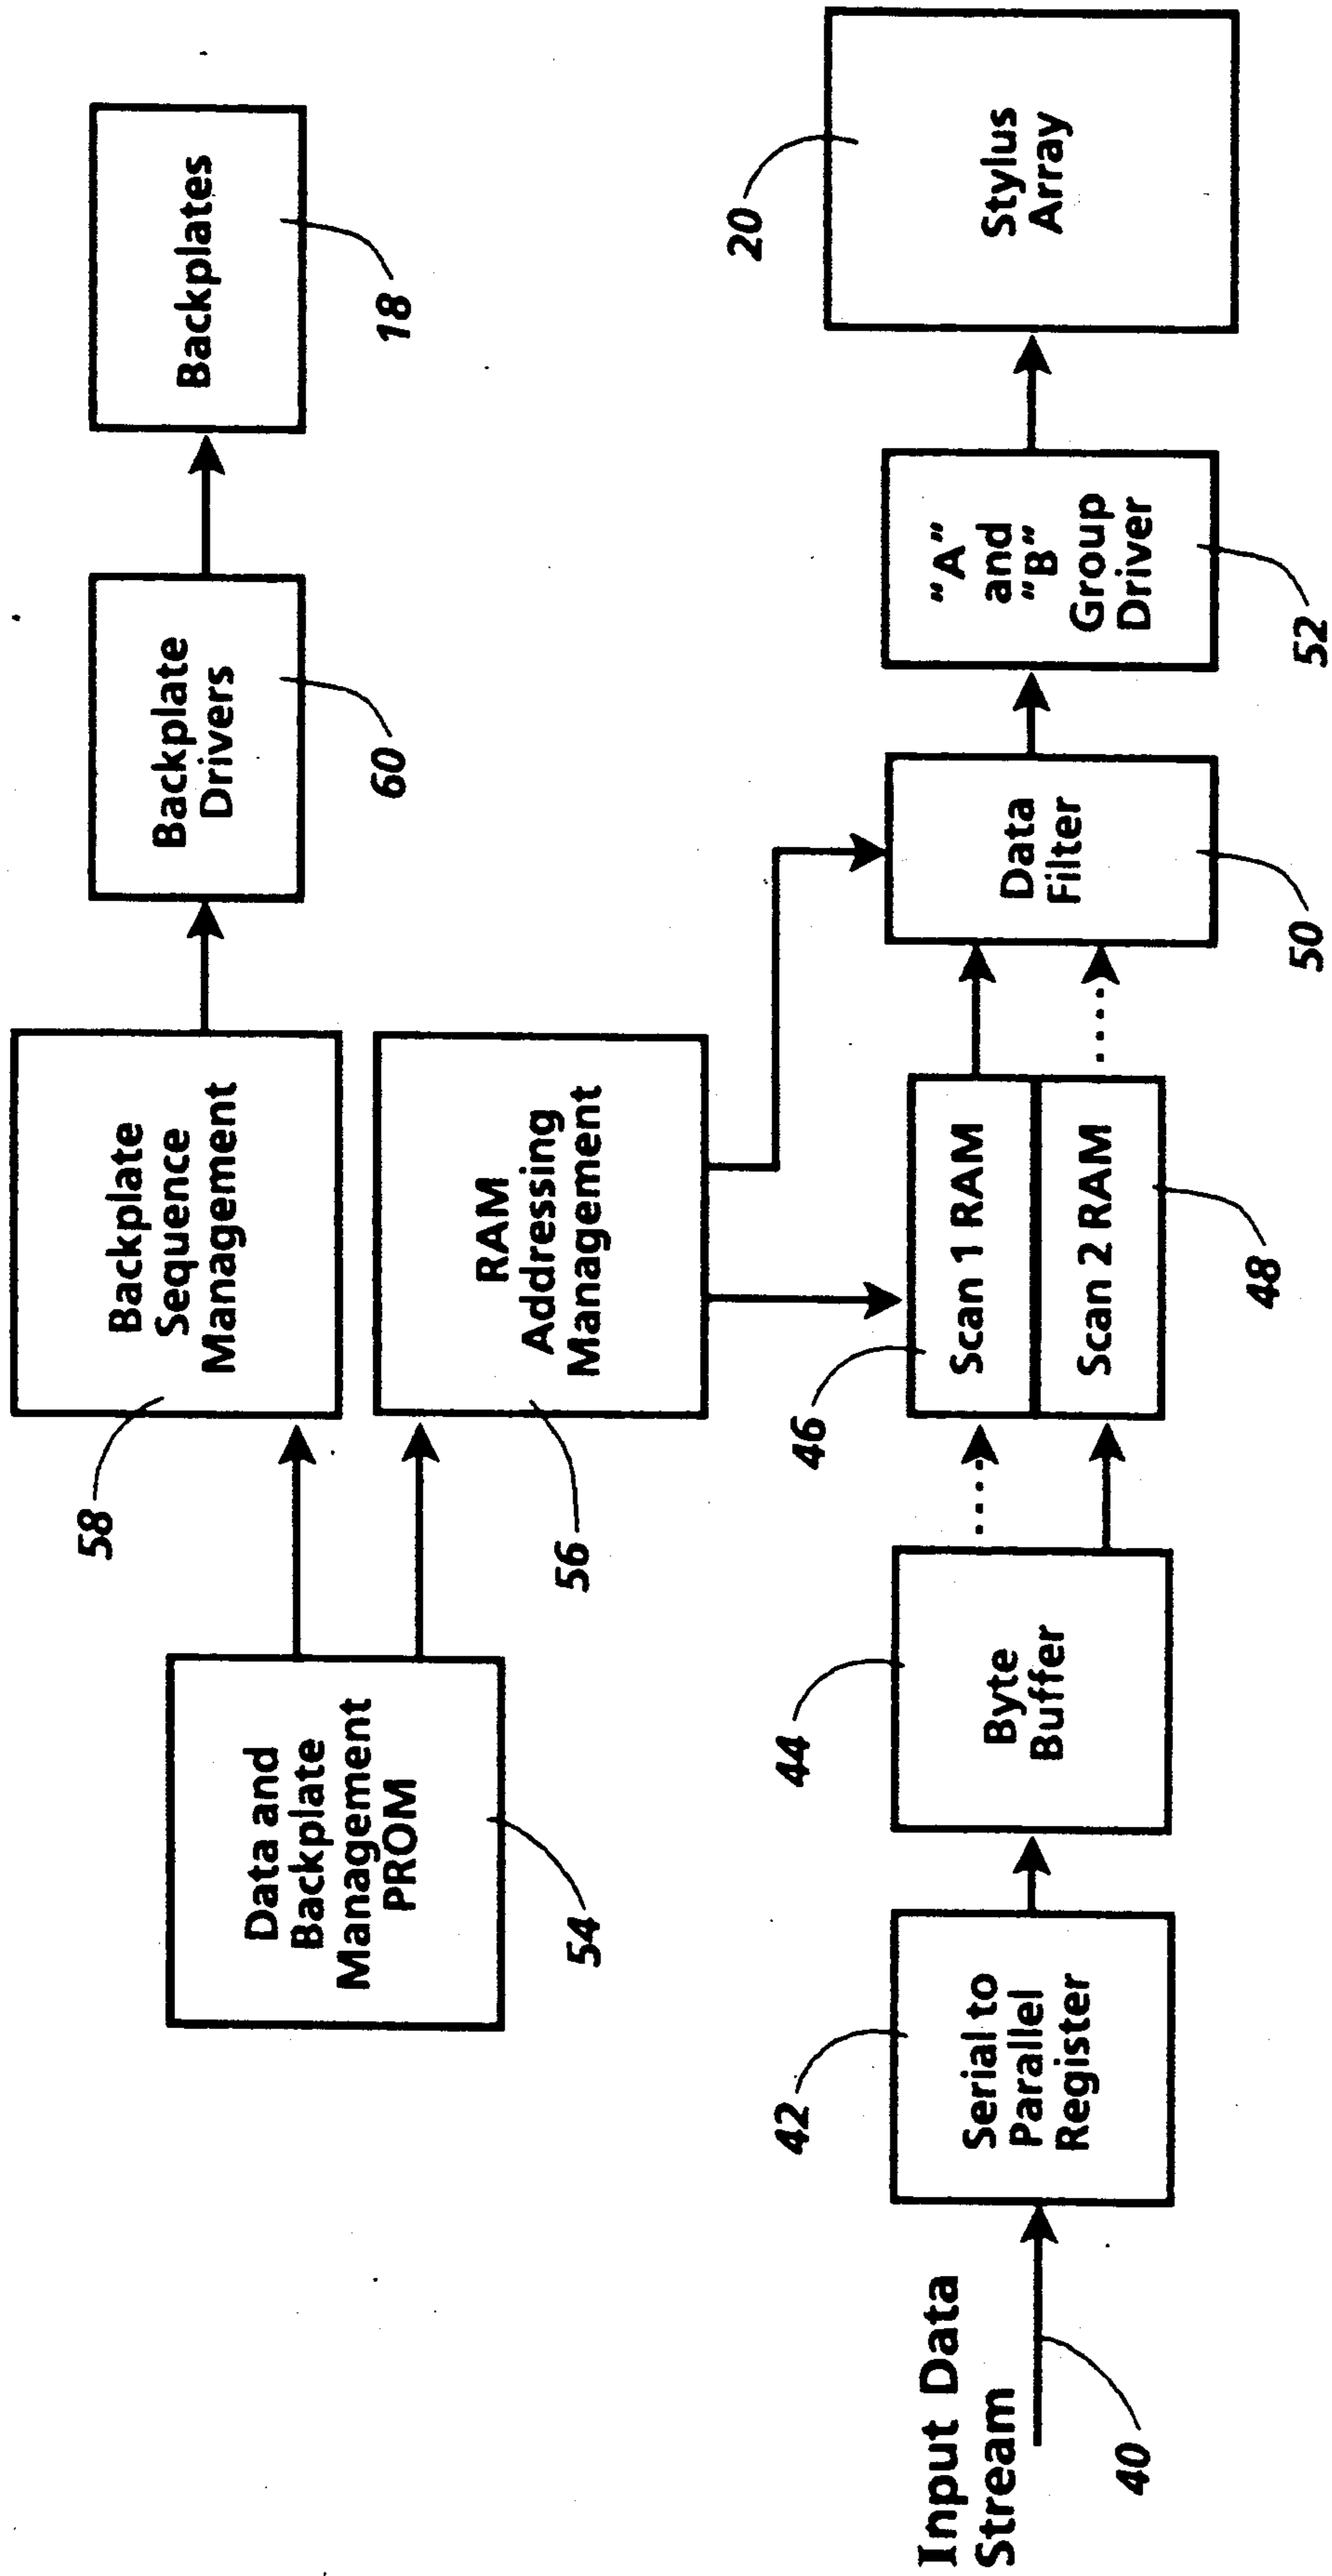 Backplate
Sequence
Management
58
Backplate
Drivers
60
Backplates
18
Data and
Backplate
Management
PROM
54
RAM
Addressing
Management
56
Input Data
Stream
40
Serial to
Parallel
Register
42
Byte
Buffer
44
Scan 1 RAM
46
Scan 2 RAM
48
Data
Filter
50
"A"
and
"B"
Group
Driver
52
Stylus
Array
20